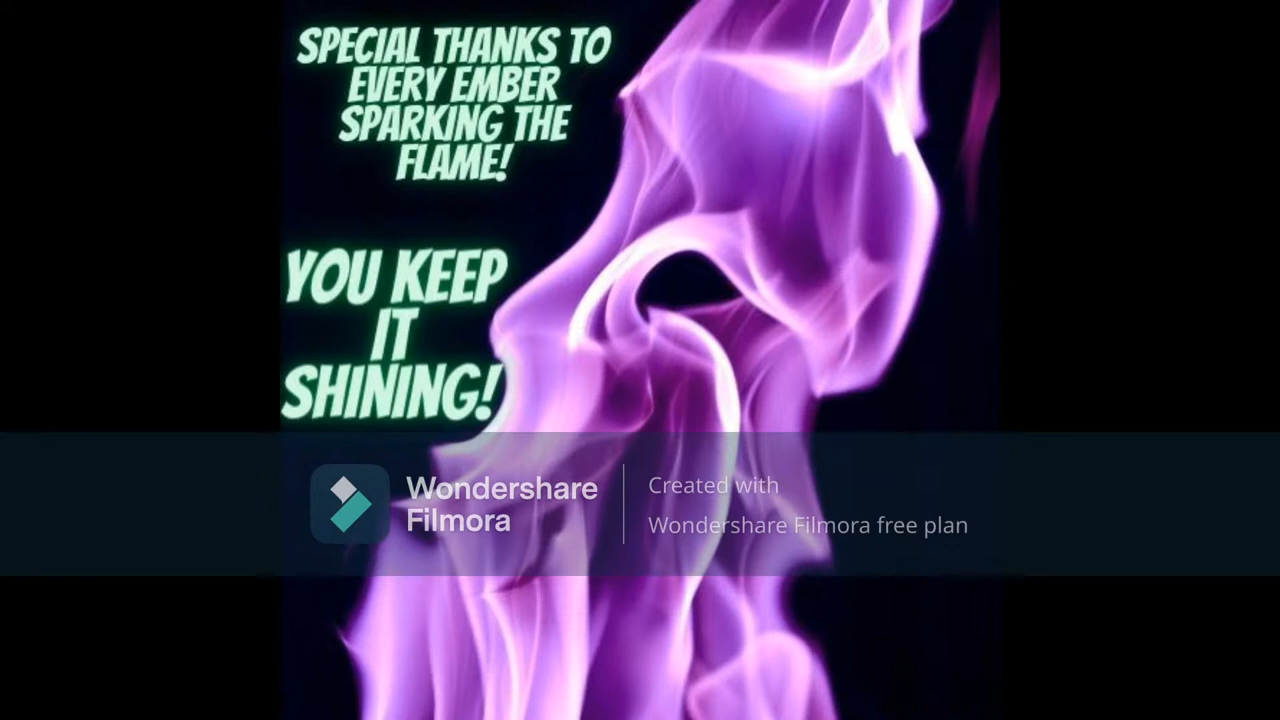 SPECIAL THANKS TO
EVERY EMBER
SPARKING THE
FLAME!
YOU KEEP
IT
SHINING!
Wondershare
Filmora
Created with
Wondershare Filmora free plan